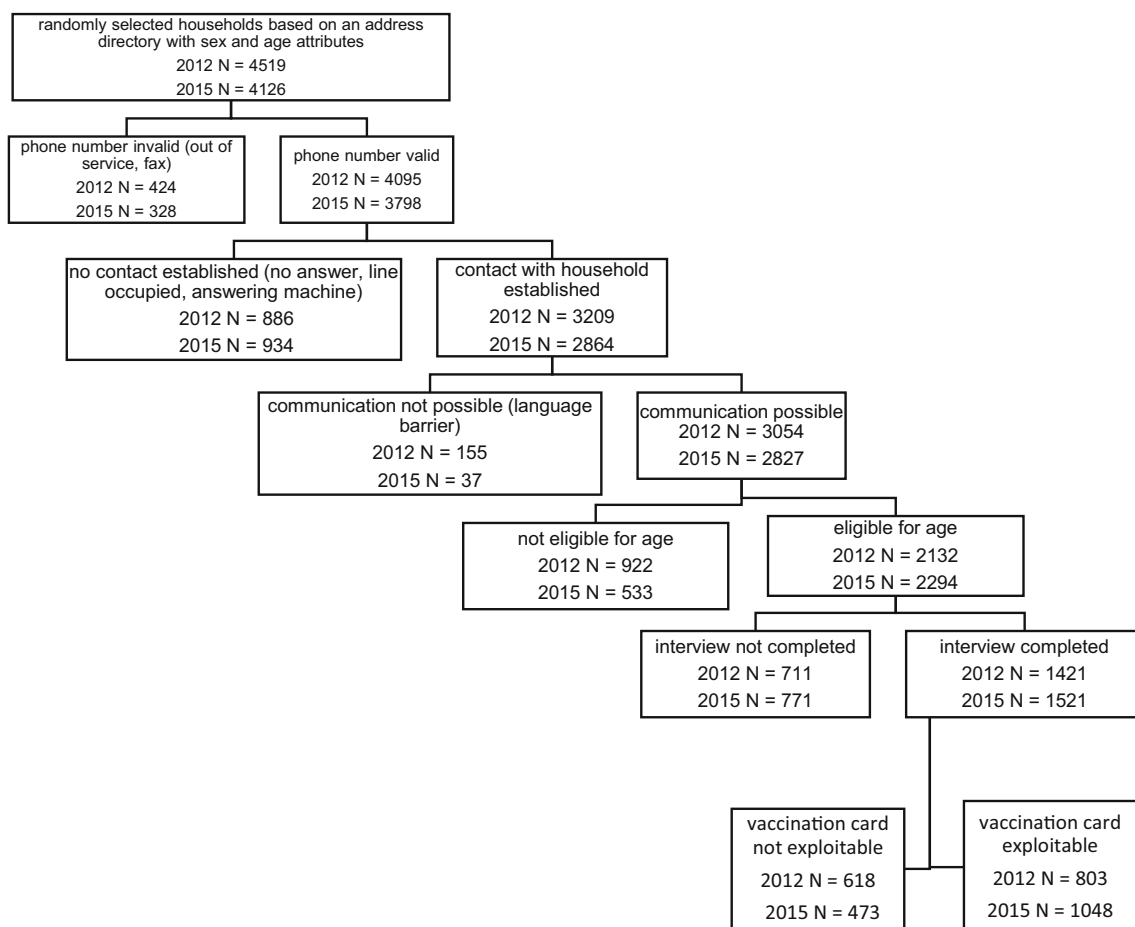 randomly selected households based on an address
directory with sex and age attributes
2012 N = 4519
2015 N = 4126
phone number invalid (out of
service, fax)
2012 N = 424
2015 N = 328
phone number valid
2012 N = 4095
2015 N = 3798
no contact established (no answer, line
occupied, answering machine)
2012 N = 886
2015 N = 934
contact with household
established
2012 N = 3209
2015 N = 2864
communication not possible (language
barrier)
2012 N = 155
2015 N = 37
communication possible
2012 N = 3054
2015 N = 2827
not eligible for age
2012 N = 922
2015 N = 533
eligible for age
2012 N = 2132
2015 N = 2294
interview not completed
2012 N = 711
2015 N = 771
interview completed
2012 N = 1421
2015 N = 1521
vaccination card
not exploitable
2012 N = 618
2015 N = 473
vaccination card
exploitable
2012 N = 803
2015 N = 1048